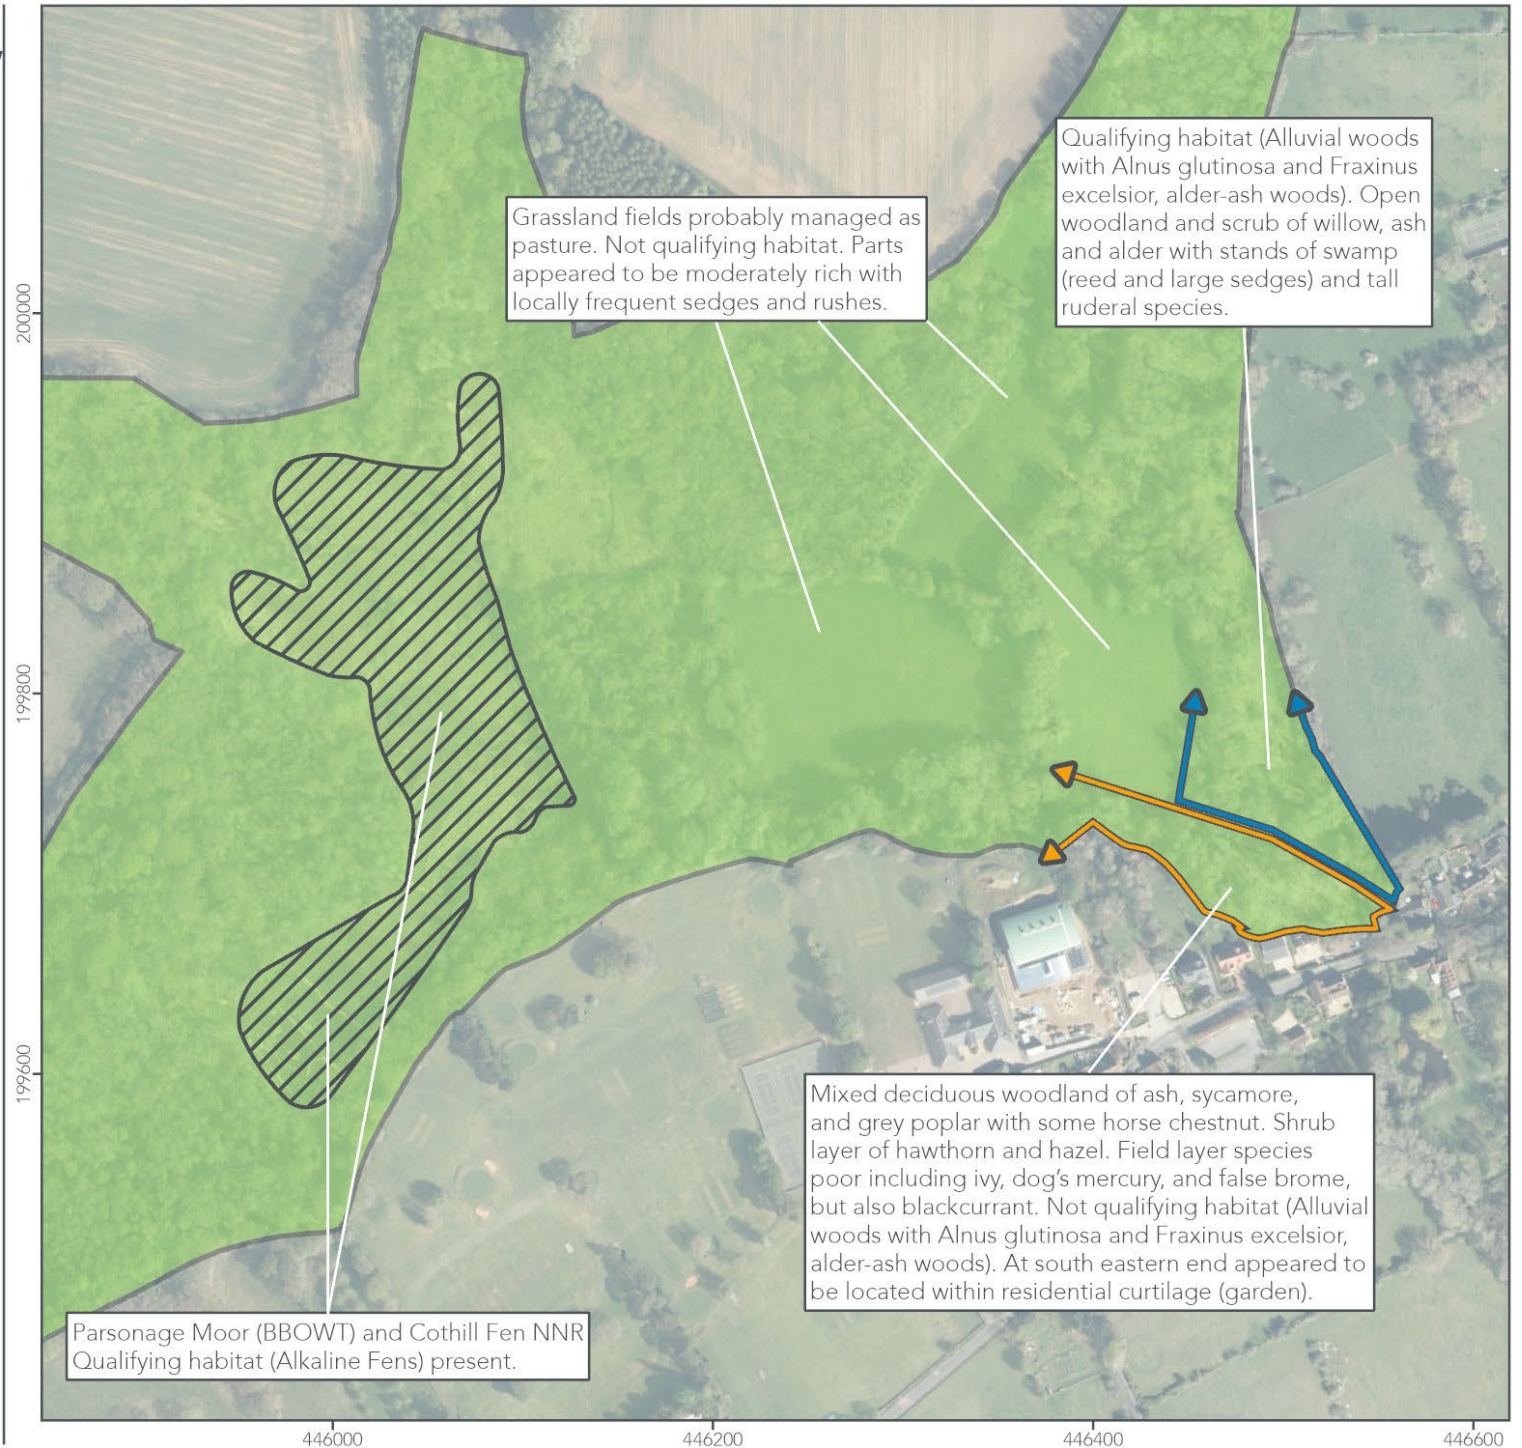 Qualifying habitat (Alluvial woods
with Alnus glutinosa and Fraxinus
excelsior, alder-ash woods). Open
woodland and scrub of willow, ash
and alder with stands of swamp
(reed and large sedges) and tall
ruderal species.
Grassland fields probably managed as
pasture. Not qualifying habitat. Parts
appeared to be moderately rich with
locally frequent sedges and rushes.
200000
199800
199600
Mixed deciduous woodland of ash, sycamore,
and grey poplar with some horse chestnut. Shrub
layer of hawthorn and hazel. Field layer species
poor including ivy, dog's mercury, and false brome,
but also blackcurrant. Not qualifying habitat (Alluvial
woods with Alnus glutinosa and Fraxinus excelsior,
alder-ash woods). At south eastern end appeared to
be located within residential curtilage (garden).
Parsonage Moor (BBOWT) and Cothill Fen NNR
Qualifying habitat (Alkaline Fens) present.
446000
446200
446400
446600